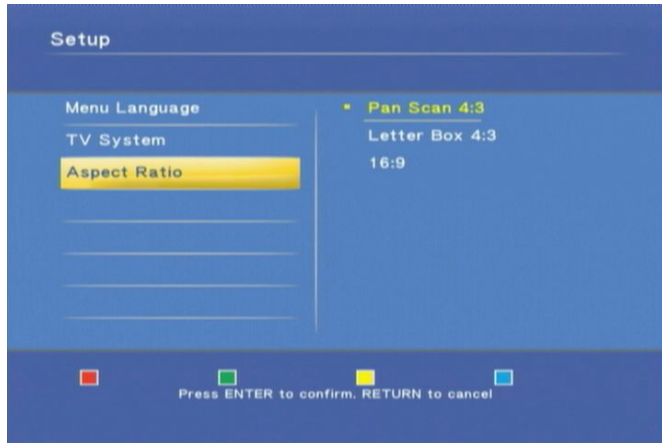 Setup
Menu Language
TV System
Aspect Ratio
Pan Scan 4:3
Letter Box 4:3
16:9
Press ENTER to confirm. RETURN to cancel